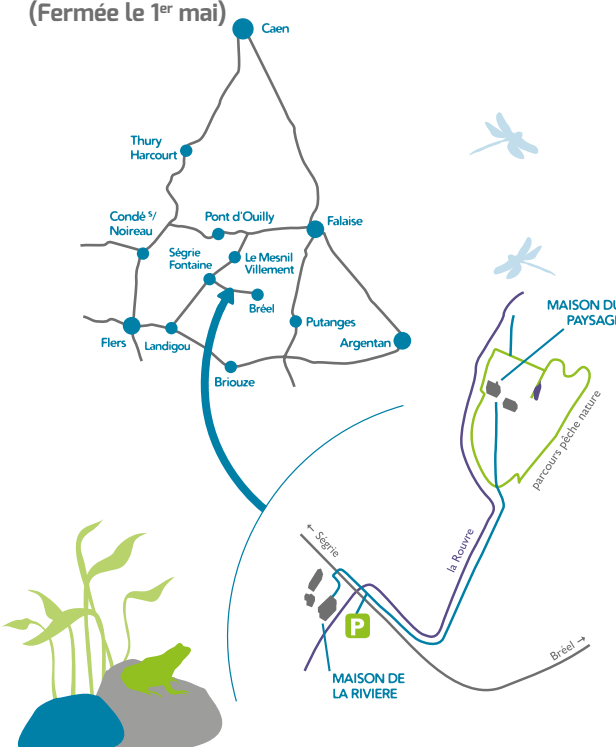 (Fermée le 1er mai)
Caen
Thury
Harcourt
Condé S/
Noireau
Pont d'Ouilly
Falaise
Ségrie
Fontaine
Le Mesnil
Villement
Bréel
Putanges
Flers
Landigou
Argentan
Briouze
MAISON DU
PAYSAGE
parcours pêche nature
la Rouvre
← Ségrie
P
Bréel →
MAISON DE
LA RIVIERE